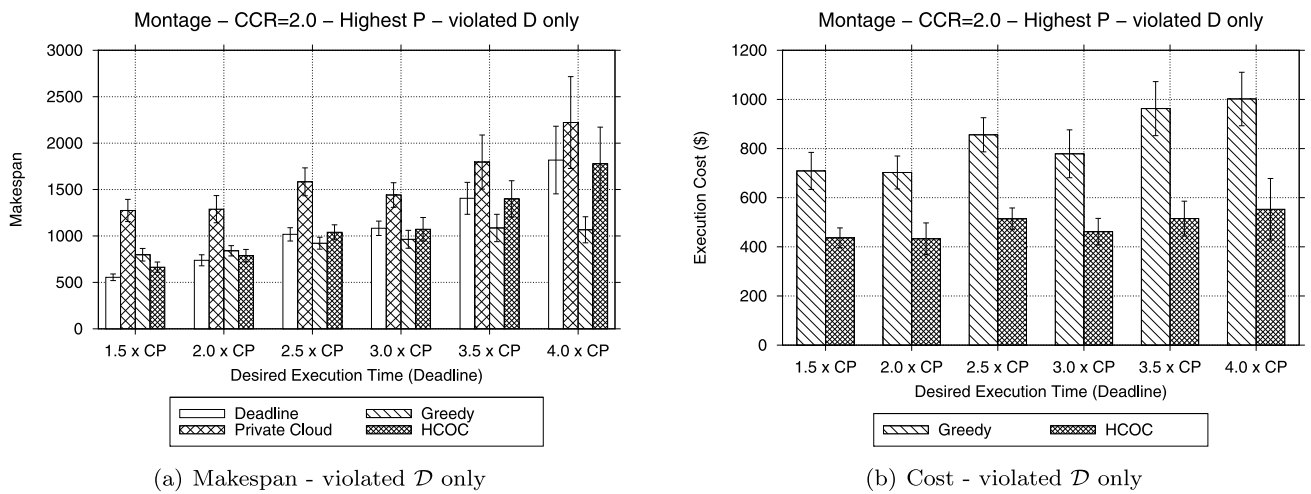 Montage – CCR=2.0 – Highest P – violated D only
3000
2500
2000
1500
1000
500
0
Makespan
1.5 x CP 2.0 x CP 2.5 x CP 3.0 x CP 3.5 x CP 4.0 x CP
Desired Execution Time (Deadline)
Deadline Greedy
Private Cloud HCOC
(a) Makespan - violated D only
Montage – CCR=2.0 – Highest P – violated D only
1200
1000
800
600
400
200
0
Execution Cost ($)
1.5 x CP 2.0 x CP 2.5 x CP 3.0 x CP 3.5 x CP 4.0 x CP
Desired Execution Time (Deadline)
Greedy HCOC
(b) Cost - violated D only